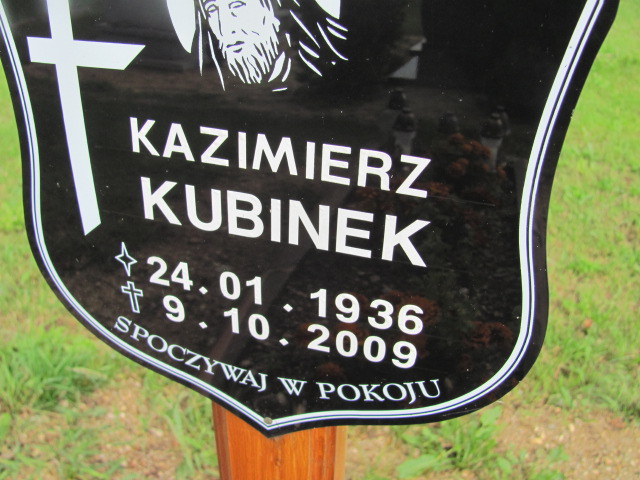 KAZIMIERZ
KUBINEK
24.01.1936
9.10.2009
SPOCZYWAJ W POKOJU